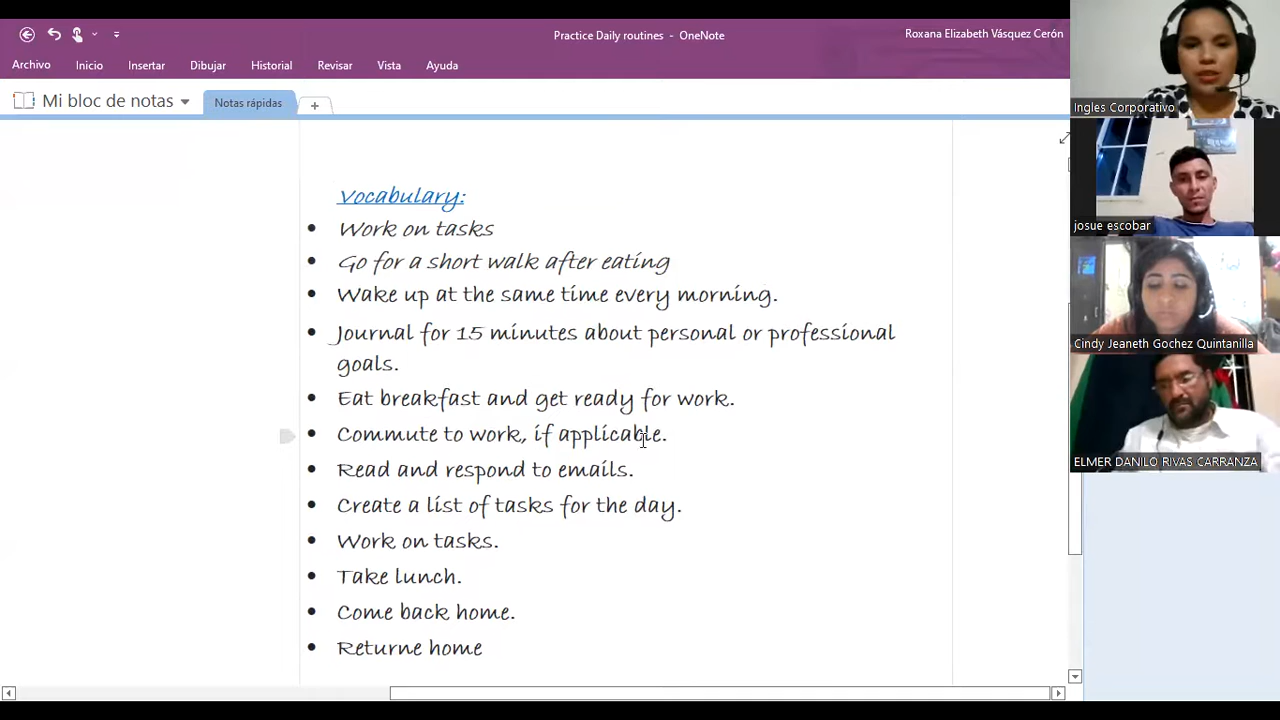 Practice Daily routines - OneNote
Roxana Elizabeth Vásquez Cerón
Archivo Inicio Insertar Dibujar Historial Revisar Vista Ayuda
Mi bloc de notas Notas rápidas
Vocabulary:
Work on tasks
Go for a short walk after eating
Wake up at the same time every morning.
Journal for 15 minutes about personal or professional
goals.
Eat breakfast and get ready for work.
Commute to work, if applicable.
Read and respond to emails.
Create a list of tasks for the day.
Work on tasks.
Take lunch.
Come back home.
Returne home
Ingles Corporativo
josue escobar
Cindy Jeaneth Gochez Quintanilla
ELMER DANILO RIVAS CARRANZA